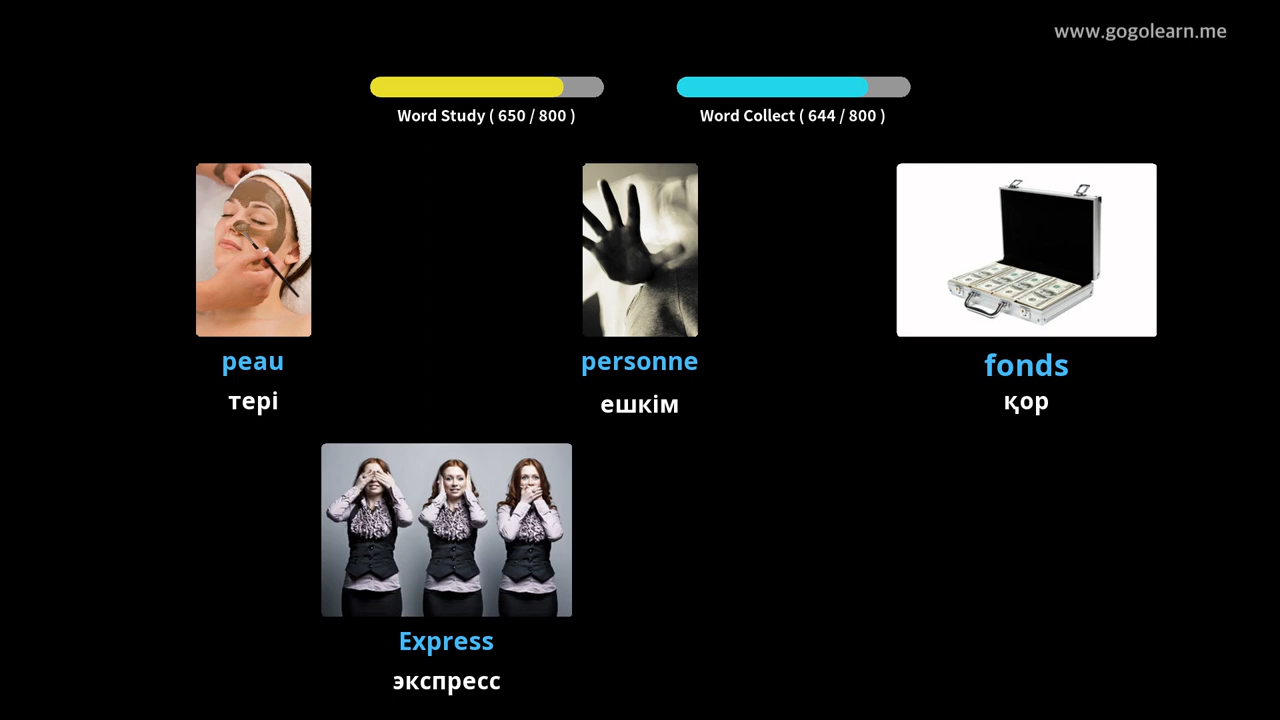 www.gogolearn.me
Word Study ( 650 / 800 )
Word Collect ( 644 / 800 )
peau
тері
personne
ешкім
fonds
қор
Express
экспресс